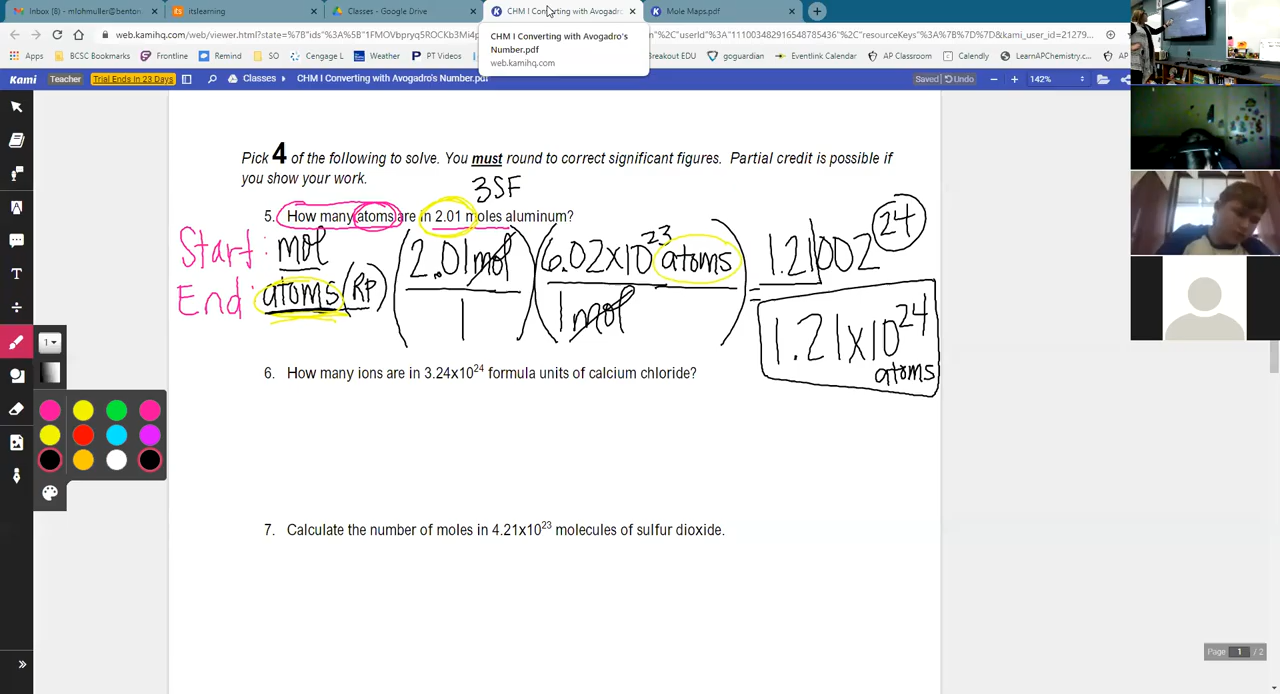 Inbox (0) - mlohmuller@benton
itslearning
Classes - Google Drive
CHM I Converting with Avogadro
Mole Maps.pdf
CHM I Converting with Avogadro's
Number.pdf
web.kamihq.com
Apps
BCSC Bookmarks
Frontline
Remind
SO
Cengage L
Weather
PT Videos
reakout EDU
goguardian
Eventlink Calendar
AP Classroom
Calendly
LearnAPChemistry.c...
Kami
Teacher
Trial Ends In 23 Days
Classes
CHM I Converting with Avogadro's Number.pdf
Saved
Undo
142%
Pick 4 of the following to solve. You must round to correct significant figures. Partial credit is possible if
you show your work.
3SF
5. How many atoms are in 2.01 moles aluminum?
Start: mol
End: atoms (RP)
(2.01 mol / 1) (6.02x10^23 atoms / 1 mol) = 1.21002 24
1.21x10^24
atoms
6. How many ions are in 3.24x10^24 formula units of calcium chloride?
7. Calculate the number of moles in 4.21x10^23 molecules of sulfur dioxide.
Page 1 / 2